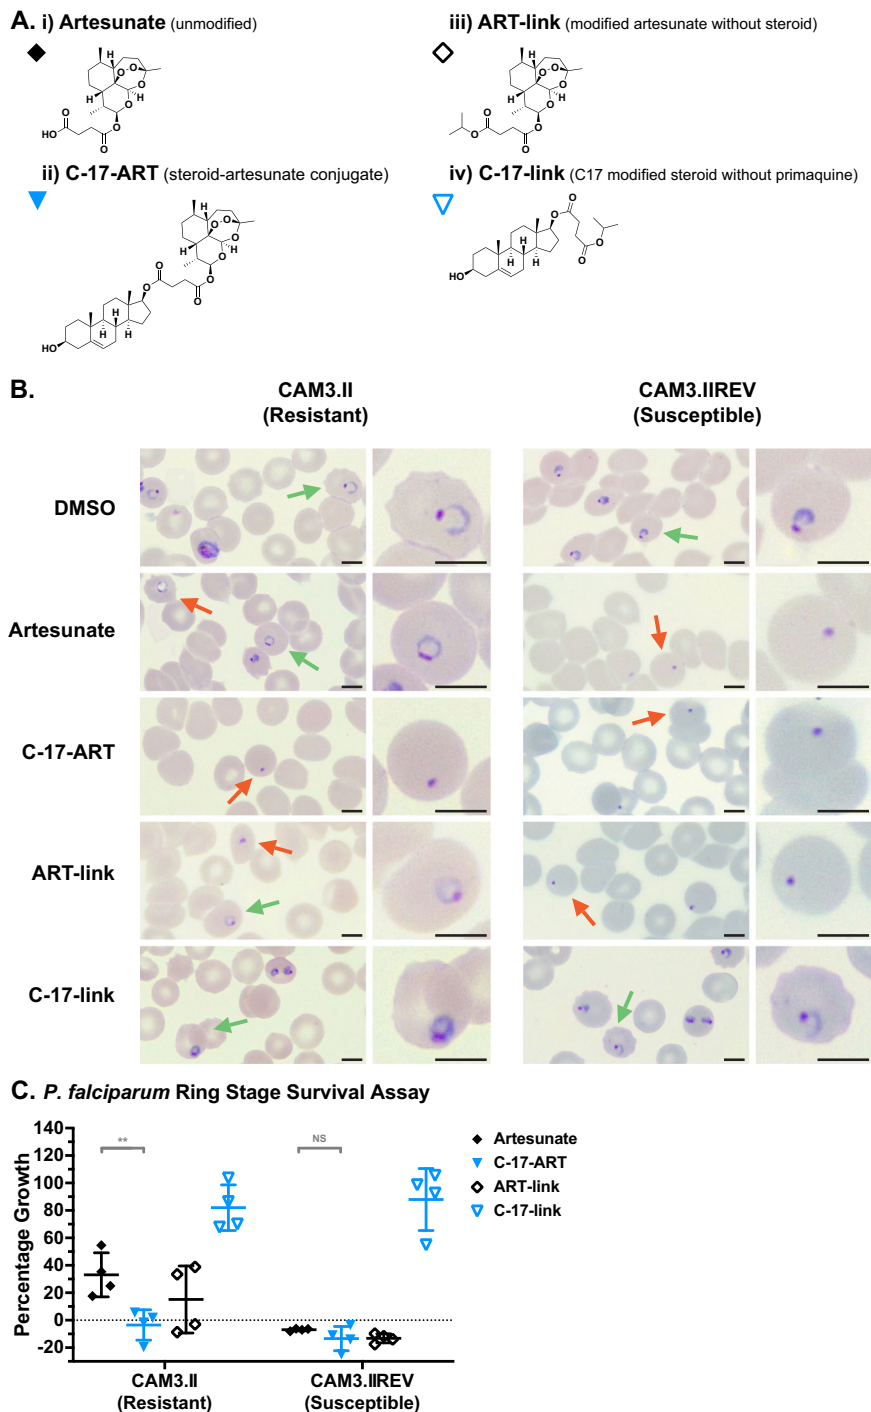 A. i) Artesunate (unmodified)
iii) ART-link (modified artesunate without steroid)
H
O
O
O
H
H
O
O
O
HO
O
O
H
O
O
O
H
H
O
O
O
O
O
O
ii) C-17-ART (steroid-artesunate conjugate)
iv) C-17-link (C17 modified steroid without primaquine)
H
O
O
O
H
H
O
O
O
O
O
O
H
H
H
HO
O
O
O
O
H
H
H
HO
B.
CAM3.II
(Resistant)
CAM3.IIREV
(Susceptible)
DMSO
Artesunate
C-17-ART
ART-link
C-17-link
C. P. falciparum Ring Stage Survival Assay
Percentage Growth
140
120
100
80
60
40
20
0
-20
**
NS
Artesunate
C-17-ART
ART-link
C-17-link
CAM3.II
(Resistant)
CAM3.IIREV
(Susceptible)